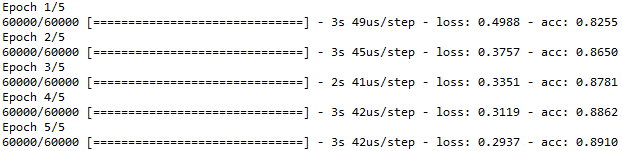 Epoch 1/5
60000/60000 [==============================] - 3s 49us/step - loss: 0.4988 - acc: 0.8255
Epoch 2/5
60000/60000 [==============================] - 3s 45us/step - loss: 0.3757 - acc: 0.8650
Epoch 3/5
60000/60000 [==============================] - 2s 41us/step - loss: 0.3351 - acc: 0.8781
Epoch 4/5
60000/60000 [==============================] - 3s 42us/step - loss: 0.3119 - acc: 0.8862
Epoch 5/5
60000/60000 [==============================] - 3s 42us/step - loss: 0.2937 - acc: 0.8910